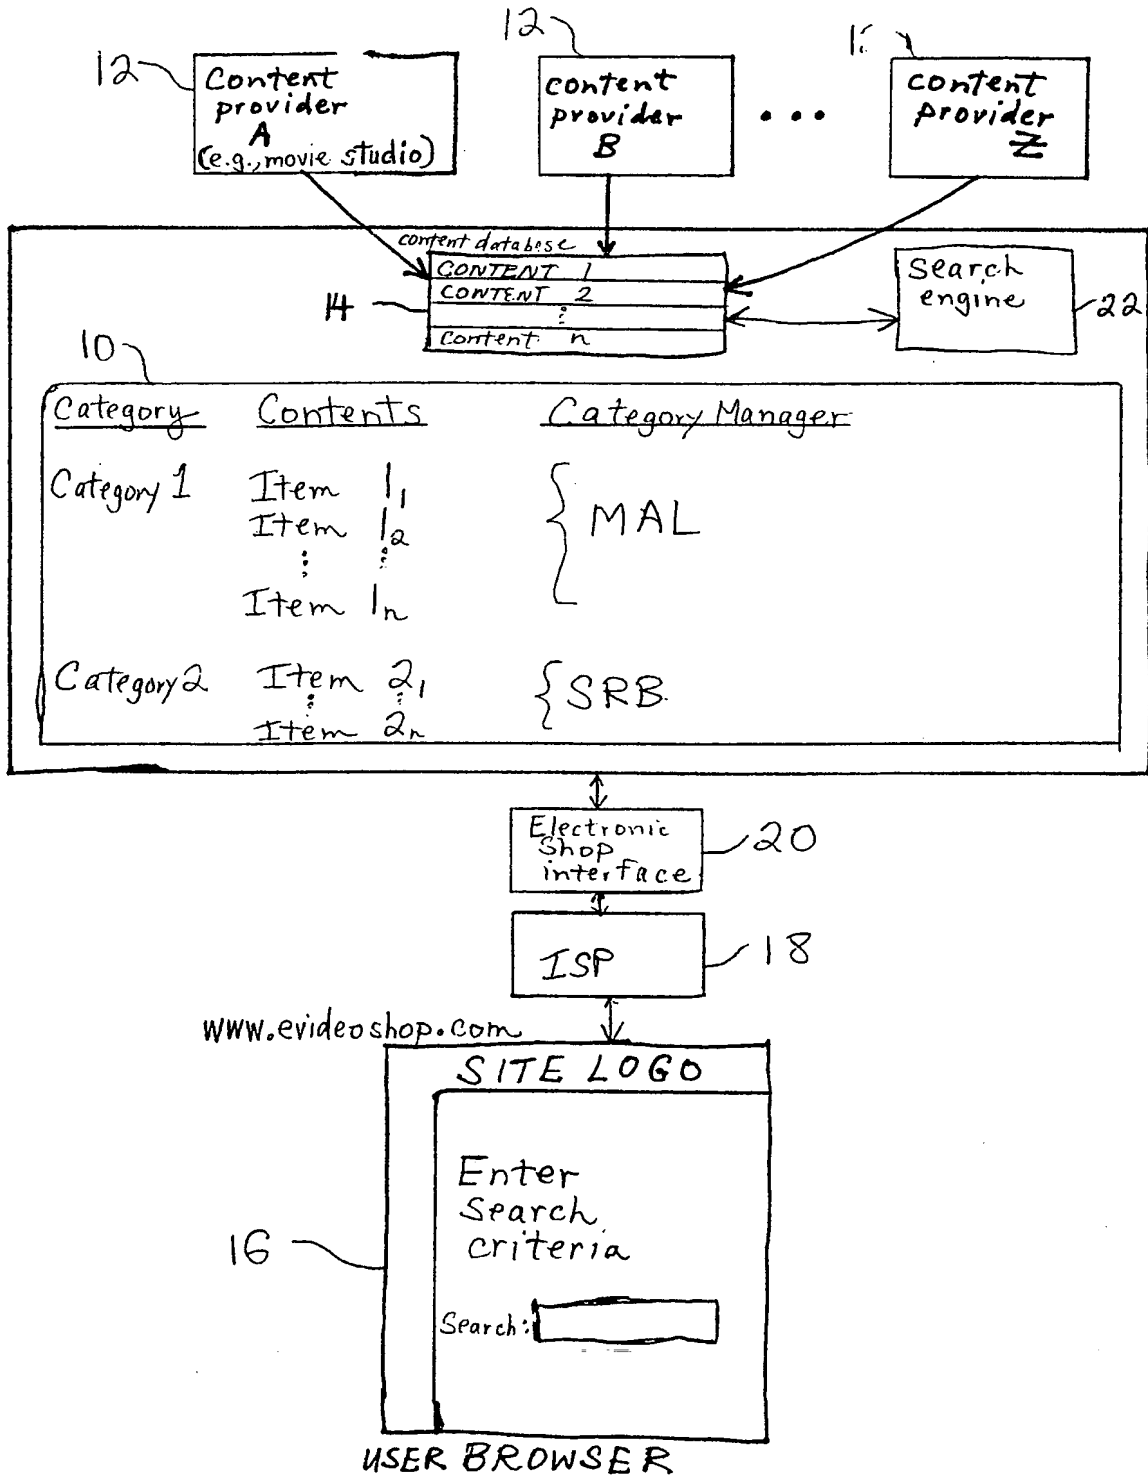 12
Content
provider
A
(e.g., movie studio)
12
content
provider
B
...
content
provider
Z
content database
CONTENT 1
CONTENT 2
⋮
Content n
14
Search
engine
22
10
Category Contents Category Manager
Category 1 Item 1₁ { MAL
Item 1₂
⋮ ⋮
Item 1ₙ
Category 2 Item 2₁ { SRB
⋮ ⋮
Item 2ₙ
Electronic
Shop
interface
20
ISP
18
www.evideoshop.com
SITE LOGO
Enter
Search
criteria
Search:
16
USER BROWSER